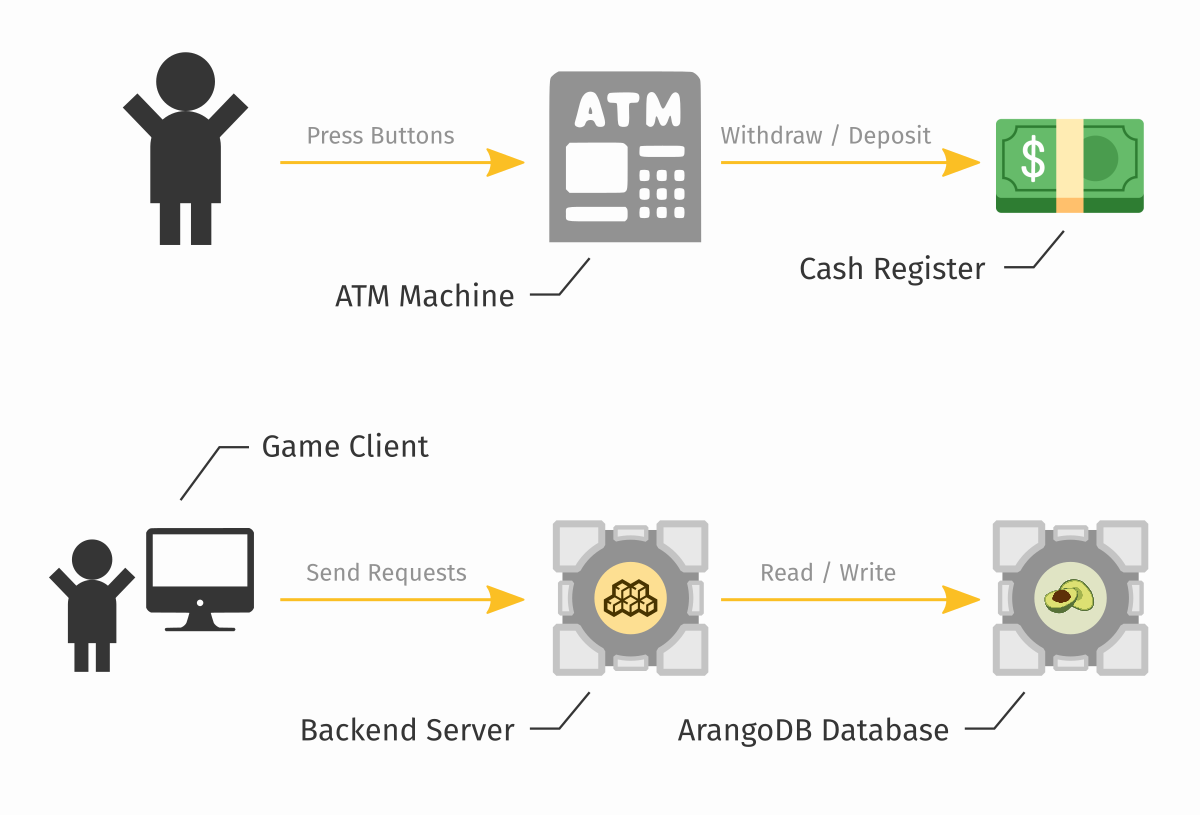 Press Buttons
ATM
Withdraw / Deposit
$
Cash Register
ATM Machine
Game Client
Send Requests
Read / Write
Backend Server
ArangoDB Database